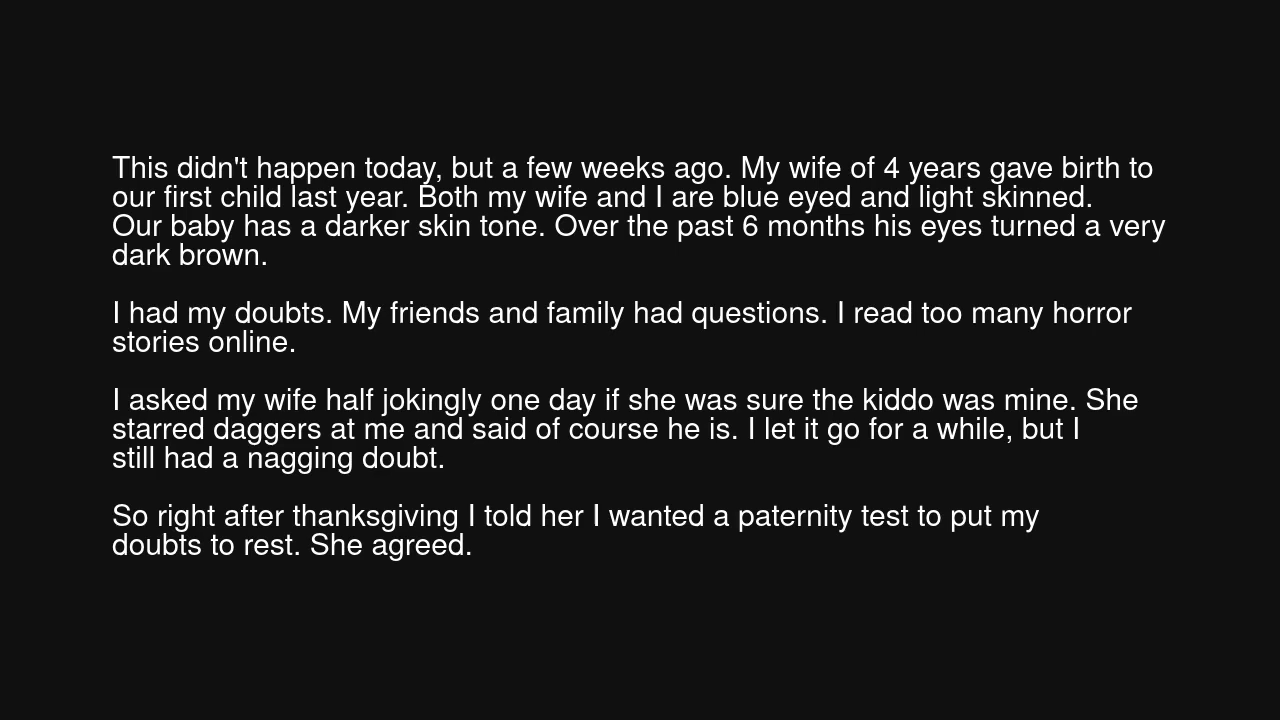 This didn't happen today, but a few weeks ago. My wife of 4 years gave birth to
our first child last year. Both my wife and I are blue eyed and light skinned.
Our baby has a darker skin tone. Over the past 6 months his eyes turned a very
dark brown.
I had my doubts. My friends and family had questions. I read too many horror
stories online.
I asked my wife half jokingly one day if she was sure the kiddo was mine. She
starred daggers at me and said of course he is. I let it go for a while, but I
still had a nagging doubt.
So right after thanksgiving I told her I wanted a paternity test to put my
doubts to rest. She agreed.